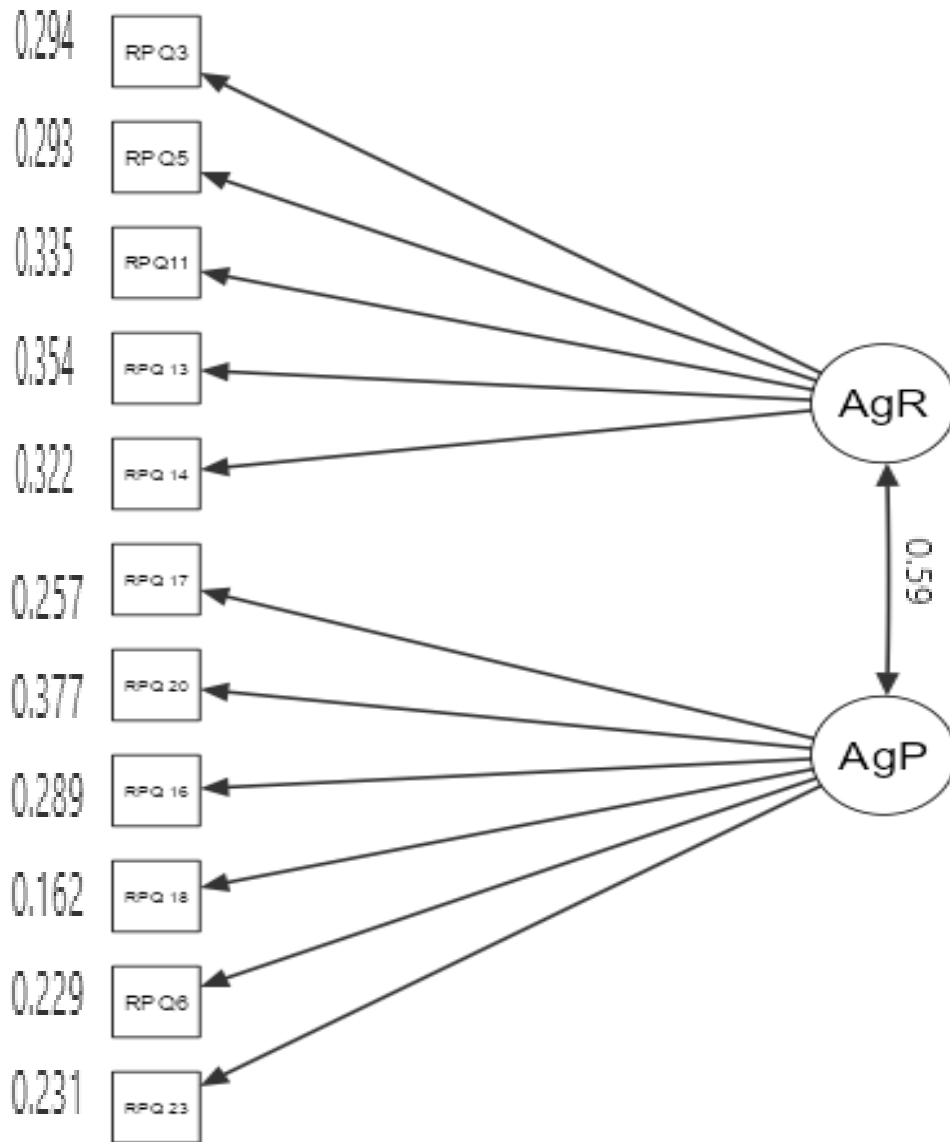 0.294 RPQ3
0.293 RPQ5
0.335 RPQ11
0.354 RPQ 13
AgR
0.322 RPQ 14
0.59
0.257 RPQ 17
0.377 RPQ 20
AgP
0.289 RPQ 16
0.162 RPQ 18
0.229 RPQ6
0.231 RPQ 23